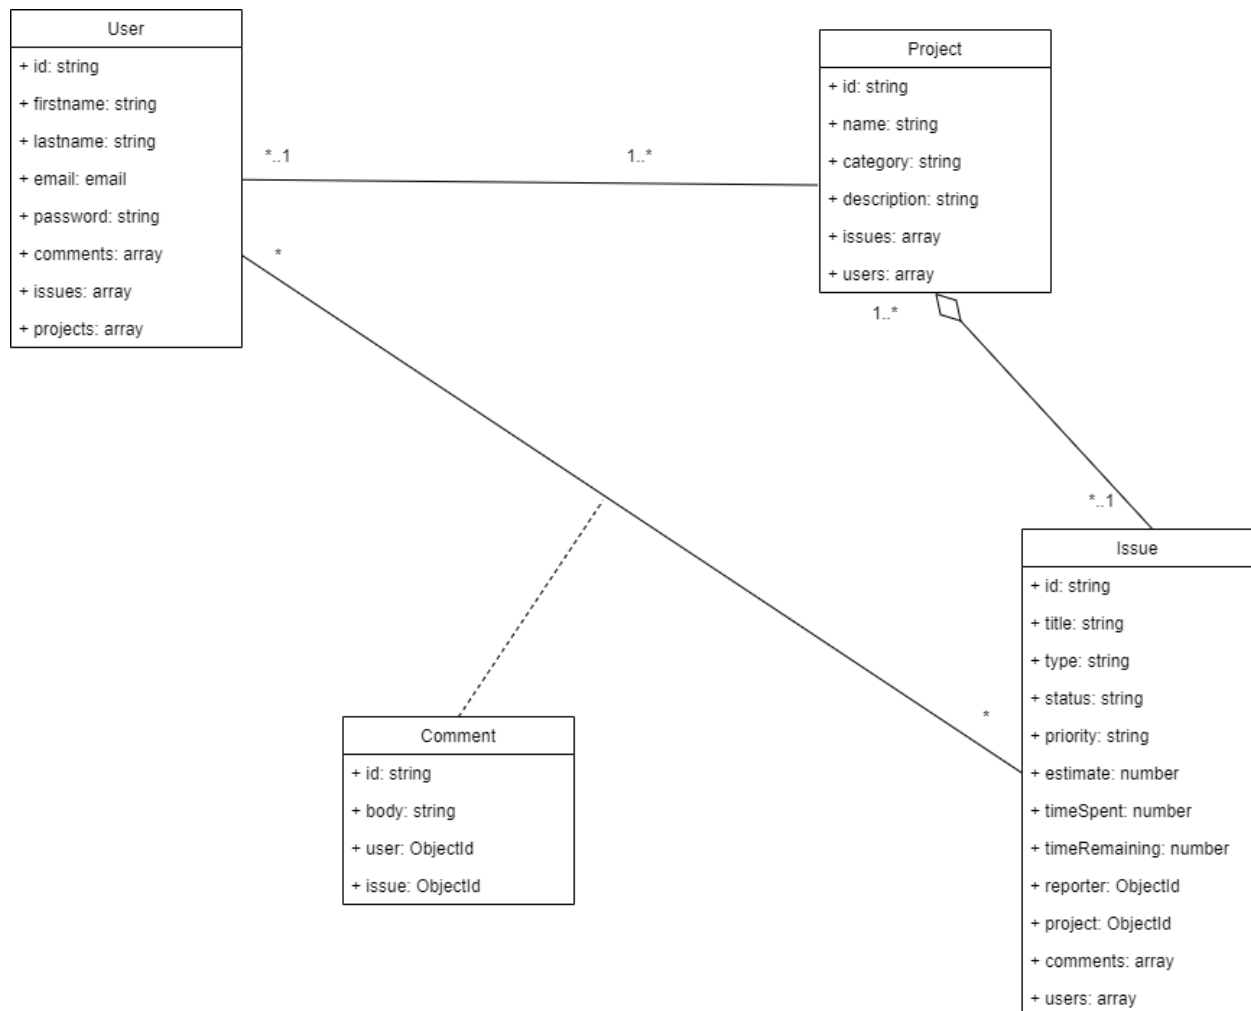 User
+ id: string
+ firstname: string
+ lastname: string
+ email: email
+ password: string
+ comments: array
+ issues: array
+ projects: array
*..1
1..*
*
Project
+ id: string
+ name: string
+ category: string
+ description: string
+ issues: array
+ users: array
1..*
*..1
*
Comment
+ id: string
+ body: string
+ user: ObjectId
+ issue: ObjectId
Issue
+ id: string
+ title: string
+ type: string
+ status: string
+ priority: string
+ estimate: number
+ timeSpent: number
+ timeRemaining: number
+ reporter: ObjectId
+ project: ObjectId
+ comments: array
+ users: array